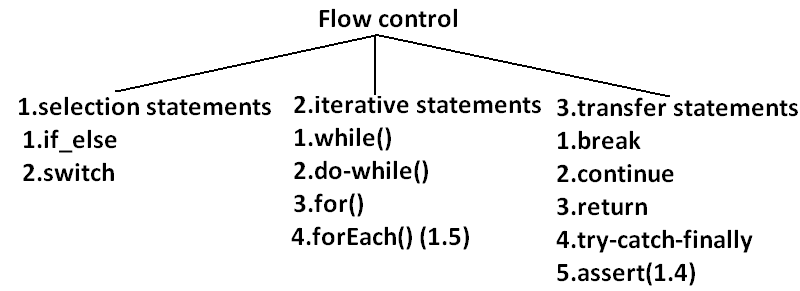 Flow control
1.selection statements
1.if_else
2.switch
2.iterative statements
1.while()
2.do-while()
3.for()
4.forEach() (1.5)
3.transfer statements
1.break
2.continue
3.return
4.try-catch-finally
5.assert(1.4)